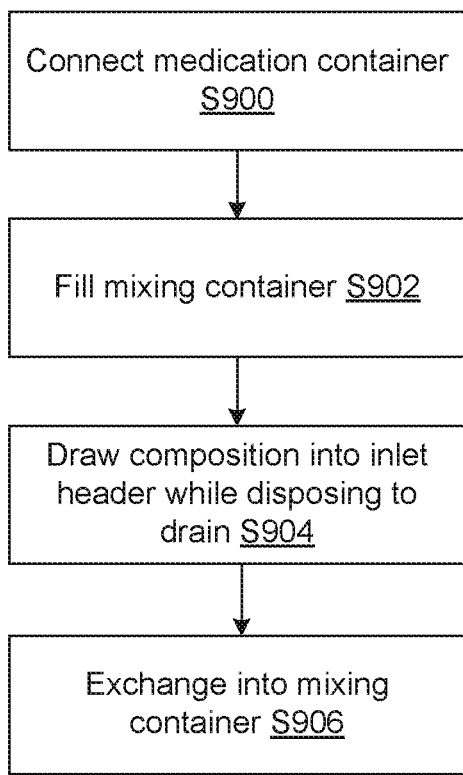 Connect medication container
S900
Fill mixing container S902
Draw composition into inlet
header while disposing to
drain S904
Exchange into mixing
container S906